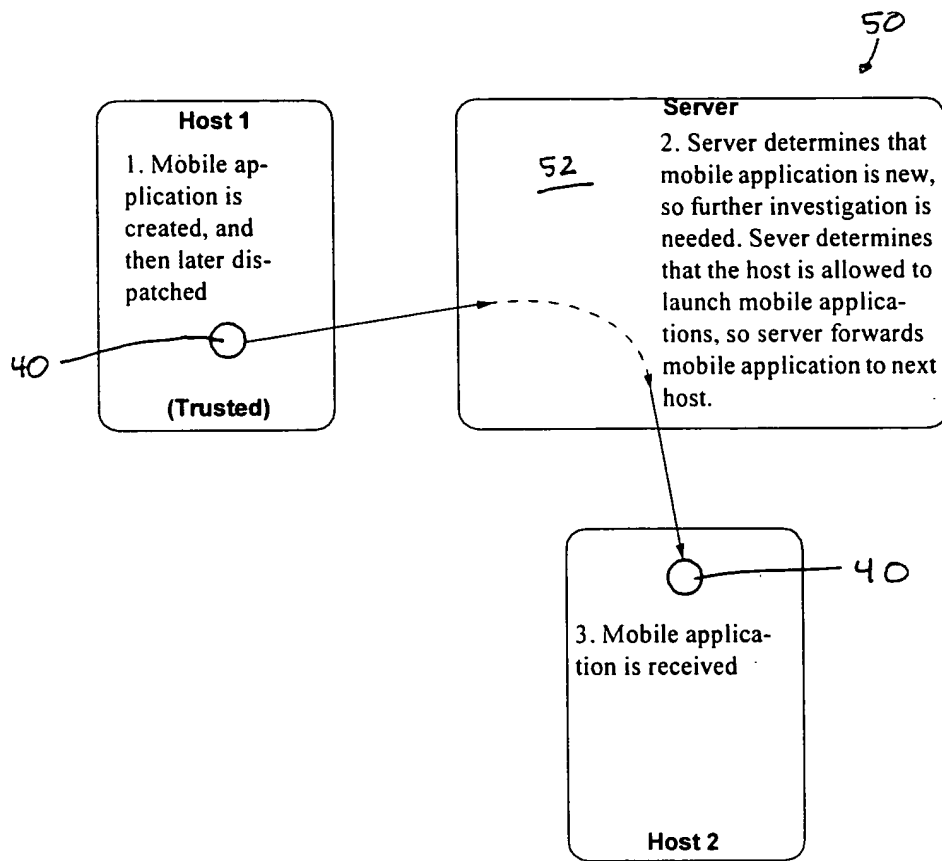 50
Host 1
1. Mobile ap-
plication is
created, and
then later dis-
patched
40
(Trusted)
Server
52
2. Server determines that
mobile application is new,
so further investigation is
needed. Sever determines
that the host is allowed to
launch mobile applica-
tions, so server forwards
mobile application to next
host.
40
3. Mobile applica-
tion is received
Host 2